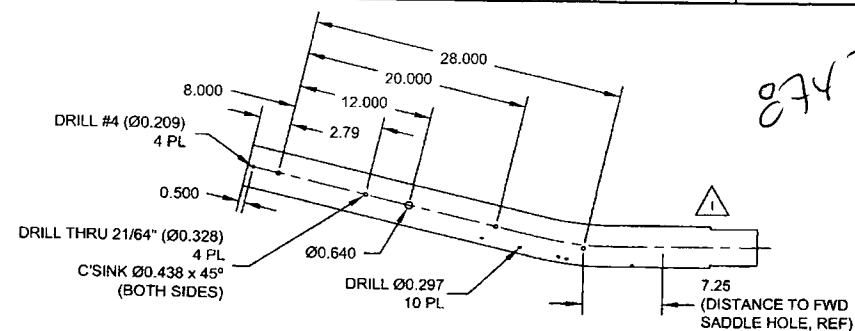 28.000
20.000
8.000
12.000
2.79
874
DRILL #4 (Ø0.209)
4 PL
0.500
1
DRILL THRU 21/64" (Ø0.328)
4 PL
C'SINK Ø0.438 x 45°
(BOTH SIDES)
Ø0.640
DRILL Ø0.297
10 PL
7.25
(DISTANCE TO FWD
SADDLE HOLE, REF)